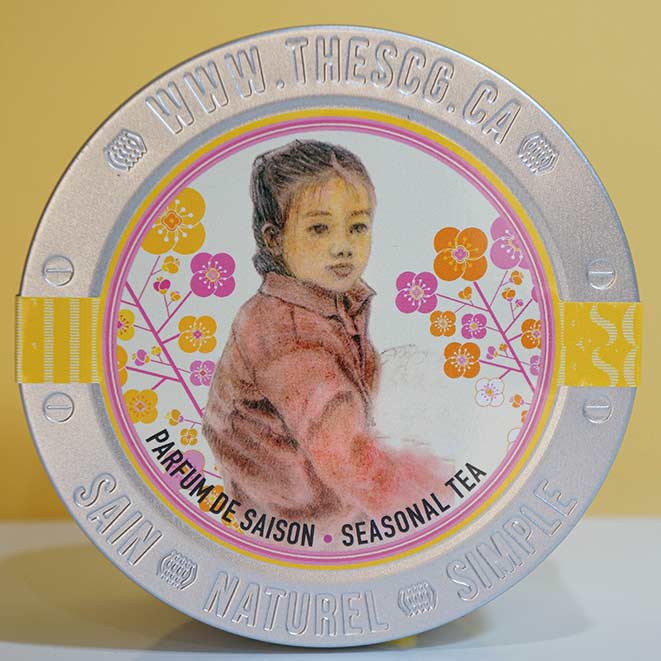 WWW.THESCG.CA
PARFUM DE SAISON • SEASONAL TEA
SAIN NATUREL SIMPLE